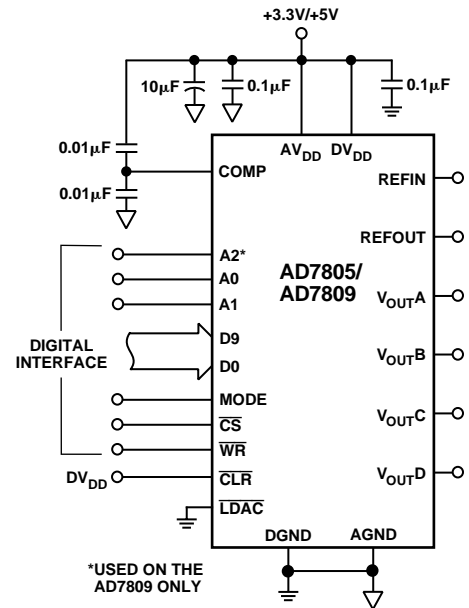 +3.3V/+5V
10μF
0.1μF
0.1μF
0.01μF
0.01μF
AVDD
DVDD
COMP
REFIN
REFOUT
A2*
A0
A1
AD7805/
AD7809
VOUTA
D9
D0
DIGITAL
INTERFACE
VOUTB
MODE
CS
WR
VOUTC
DVDD
CLR
VOUTD
LDAC
DGND
AGND
*USED ON THE
AD7809 ONLY